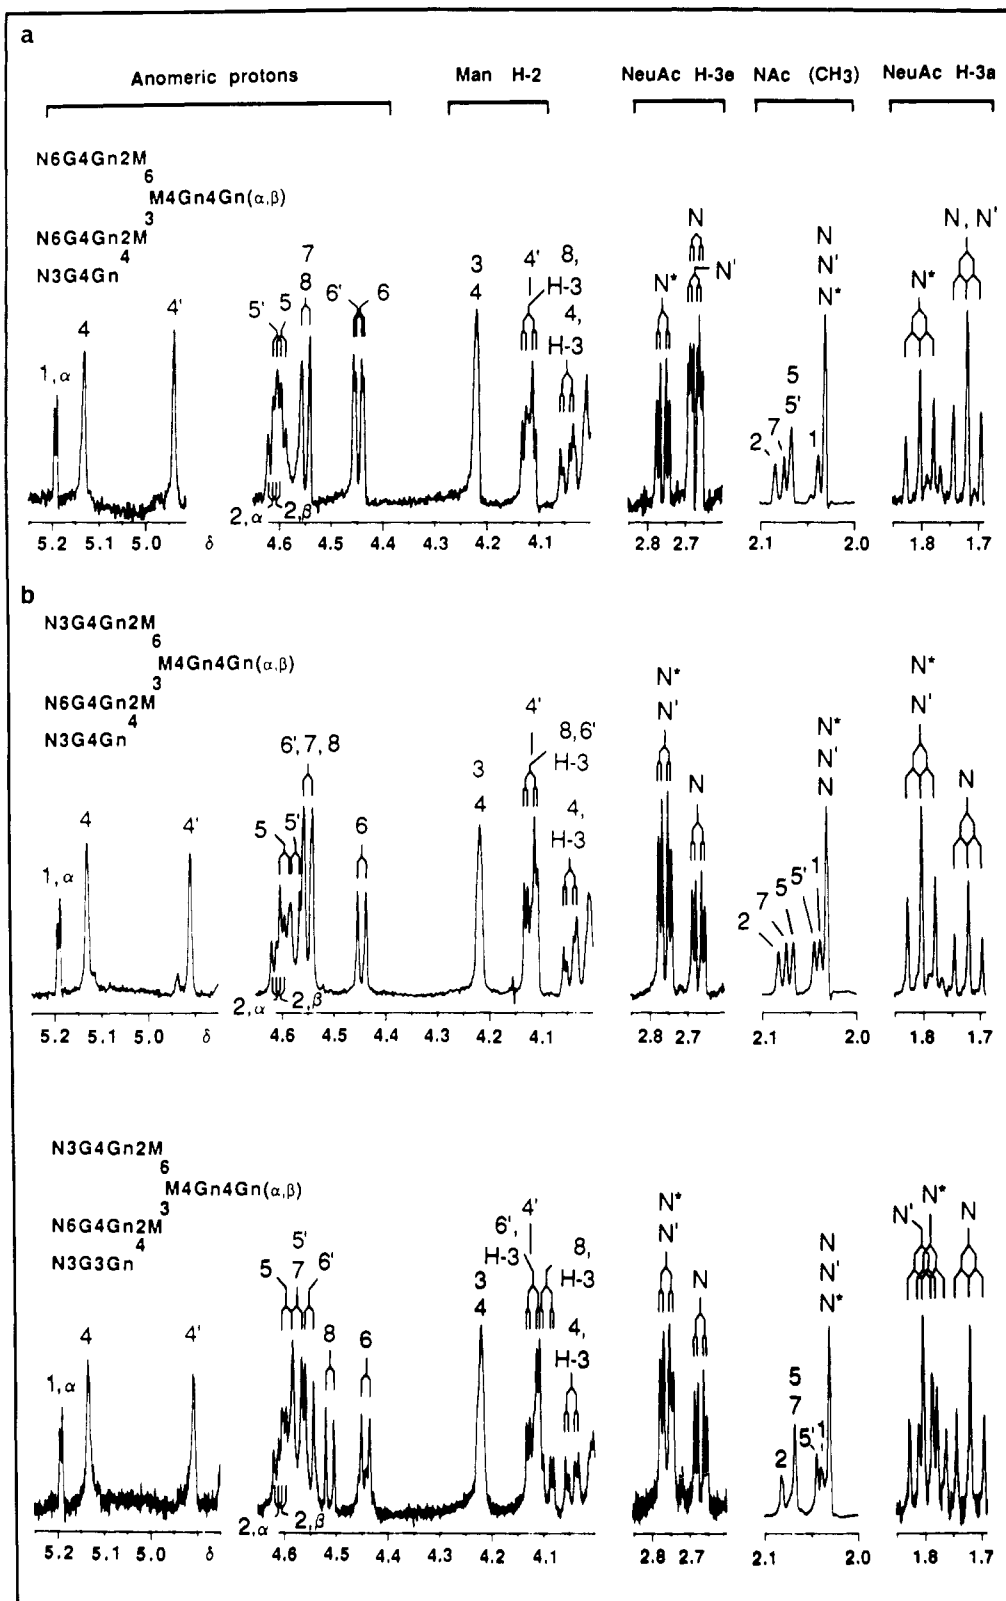 a
Anomeric protons
Man H-2
NeuAc H-3e
NAc (CH3)
NeuAc H-3a
N6G4Gn2M
6
M4Gn4Gn(α,β)
3
N6G4Gn2M
4
N3G4Gn
1,α
4
4'
5'
5
7
8
6'
6
3
4
4'
8,
H-3
4,
H-3
N*
N
N'
N
N'
N*
2
7
5
5'
1
N*
N, N'
2,α
2,β
5.2 5.1 5.0 δ
4.6 4.5 4.4 4.3 4.2 4.1
2.8 2.7
2.1 2.0
1.8 1.7
b
N3G4Gn2M
6
M4Gn4Gn(α,β)
3
N6G4Gn2M
4
N3G4Gn
1,α
4
4'
5
5'
6',7,8
6
3
4
4'
8,6'
H-3
4,
H-3
N*
N'
N
N*
N'
N
2
7
5
5'
1
N*
N'
N
2,α
2,β
5.2 5.1 5.0 δ
4.6 4.5 4.4 4.3 4.2 4.1
2.8 2.7
2.1 2.0
1.8 1.7
N3G4Gn2M
6
M4Gn4Gn(α,β)
3
N6G4Gn2M
4
N3G3Gn
1,α
4
4'
5
5'
7
6'
8
6
3
4
6',
H-3
4'
8,
H-3
4,
H-3
N*
N'
N
N
N'
N*
2
5
7
5'
1
N'
N*
N
2,α
2,β
5.2 5.1 5.0 δ
4.6 4.5 4.4 4.3 4.2 4.1
2.8 2.7
2.1 2.0
1.8 1.7